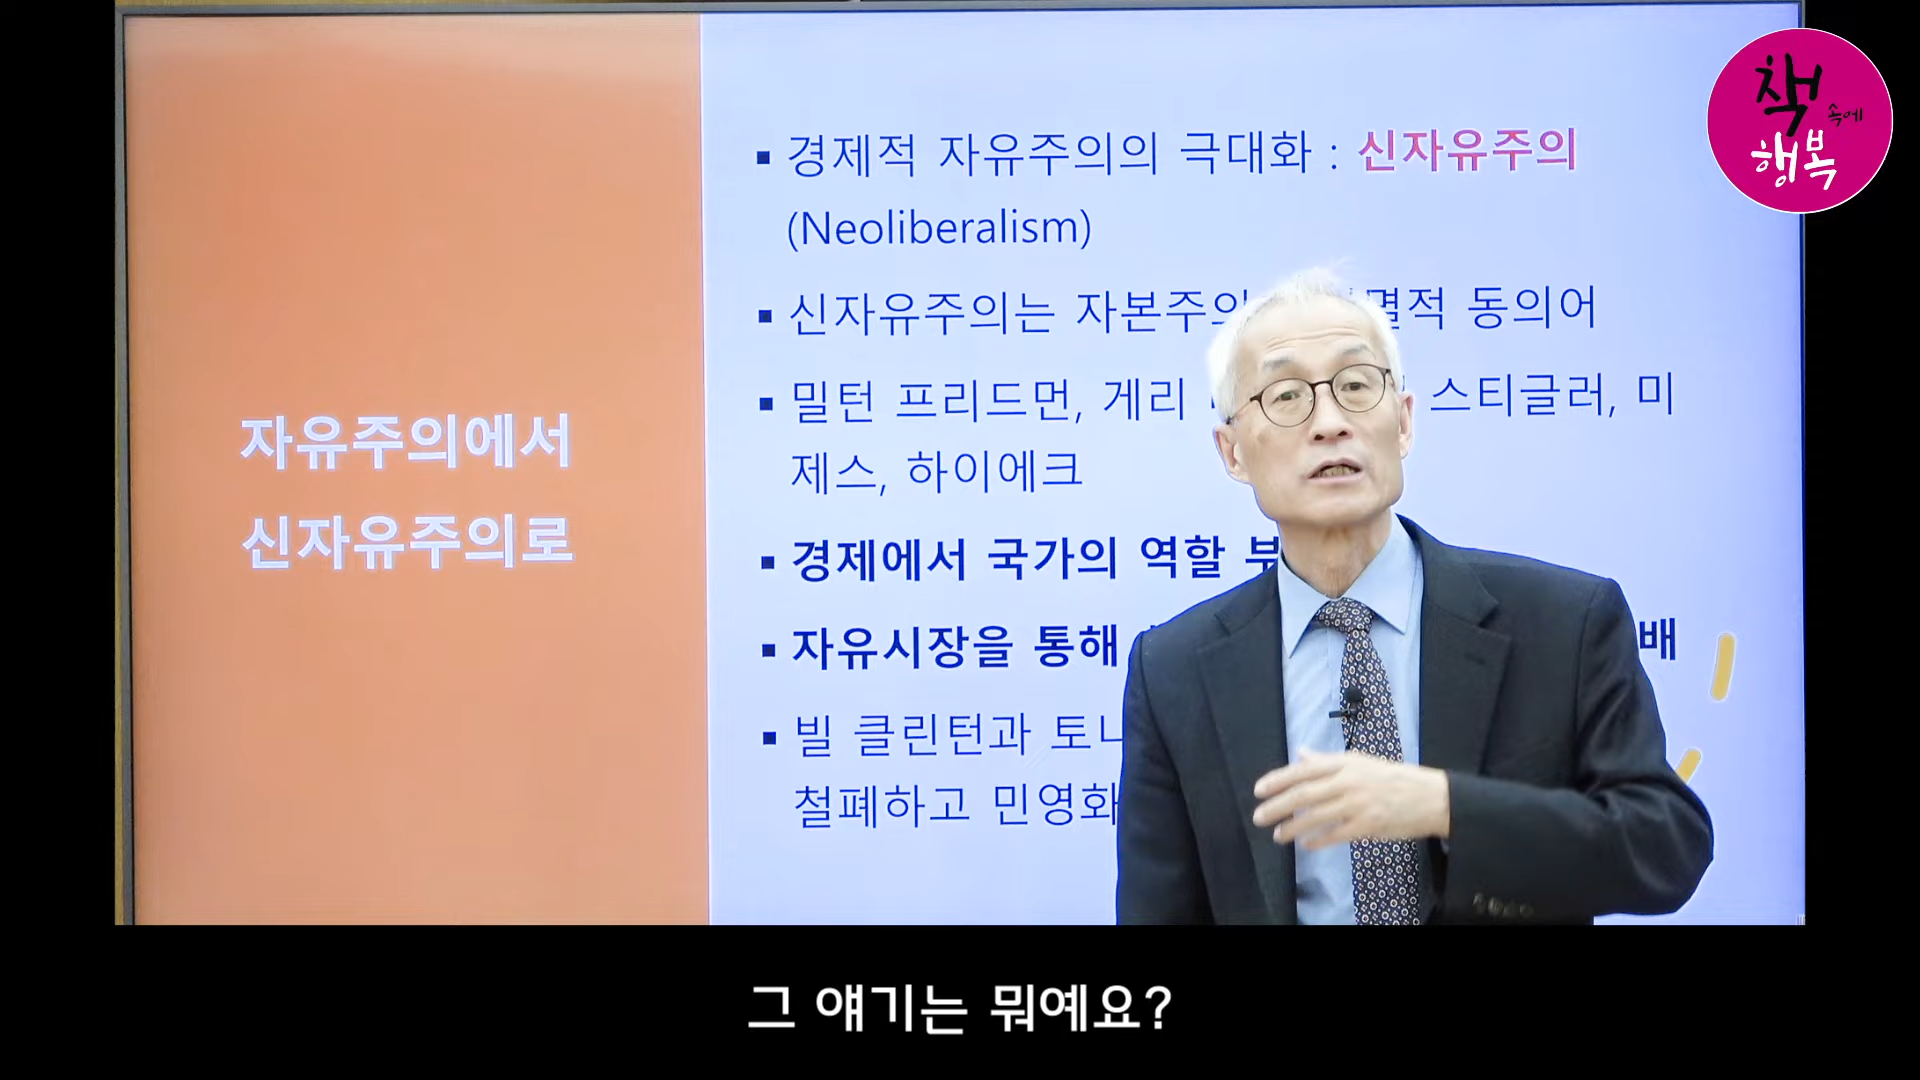 책
속에
행복
자유주의에서
신자유주의로
▪ 경제적 자유주의의 극대화 : 신자유주의
(Neoliberalism)
▪ 신자유주의는 자본주의 동의어
▪ 밀턴 프리드먼, 게리 스티글러, 미
제스, 하이에크
▪ 경제에서 국가의 역할
▪ 자유시장을 통해 배
▪ 빌 클린턴과
철폐하고 민영화
그 얘기는 뭐예요?